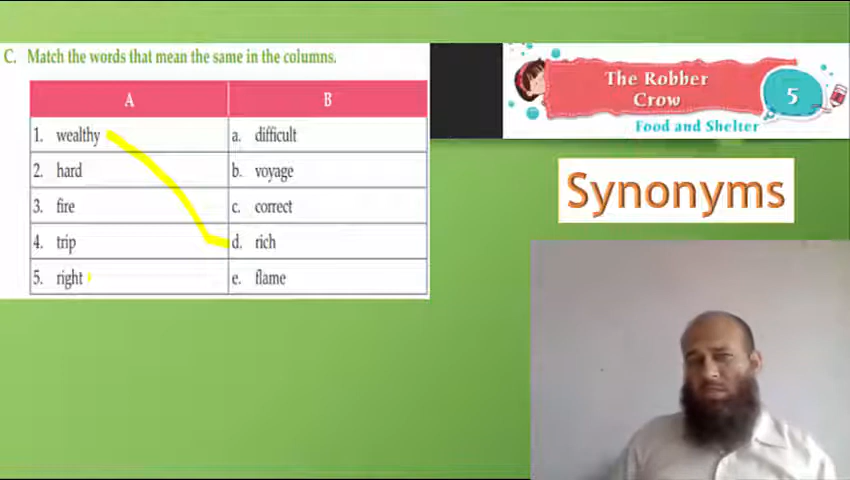 C. Match the words that mean the same in the columns.
A B
1. wealthy a. difficult
2. hard b. voyage
3. fire c. correct
4. trip d. rich
5. right e. flame
The Robber
Crow
5
Food and Shelter
Synonyms